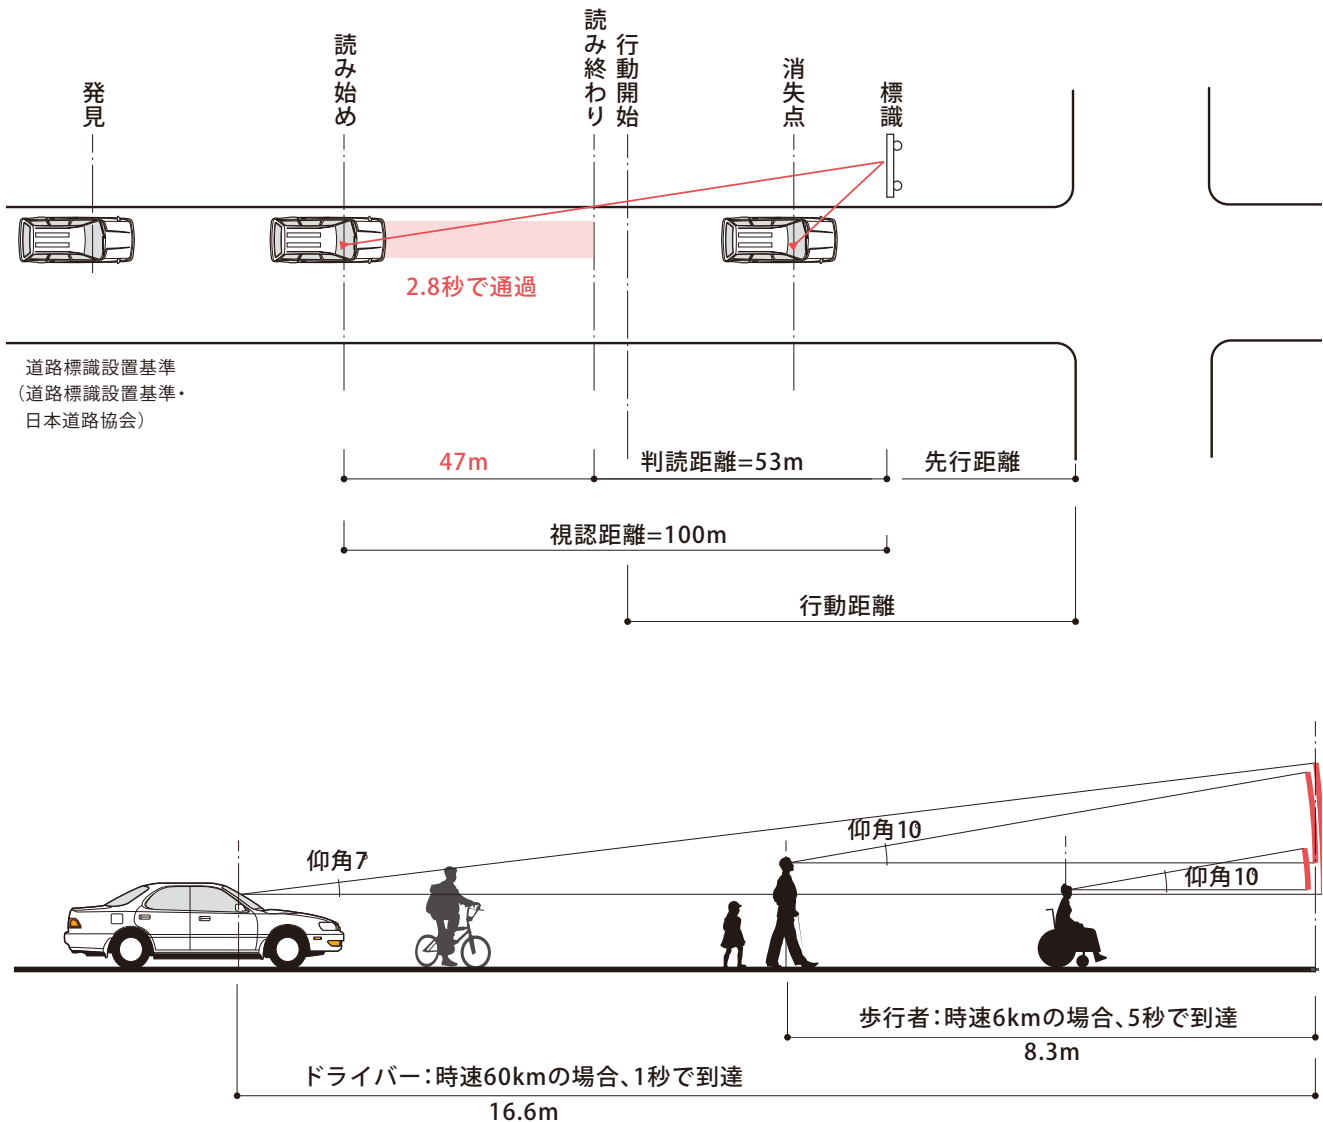 発見
読み始め
読み終わり
行動開始
消失点
標識
2.8秒で通過
道路標識設置基準
（道路標識設置基準・
日本道路協会）
47m
判読距離=53m
先行距離
視認距離=100m
行動距離
仰角7°
仰角10°
仰角10°
歩行者：時速6kmの場合、5秒で到達
8.3m
ドライバー：時速60kmの場合、1秒で到達
16.6m